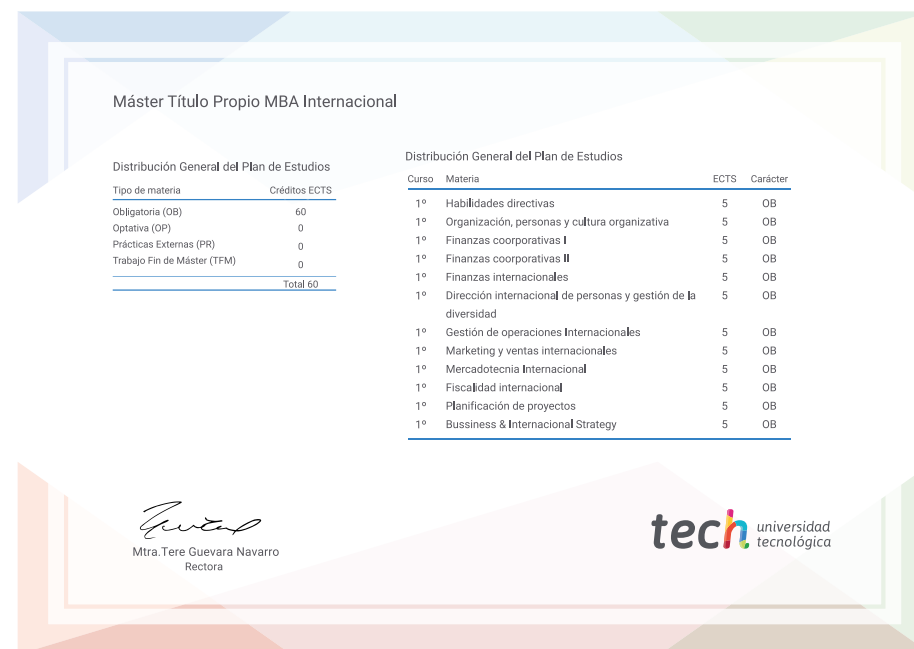 Máster Título Propio MBA Internacional
Distribución General del Plan de Estudios
Tipo de materia Créditos ECTS
Obligatoria (OB) 60
Optativa (OP) 0
Prácticas Externas (PR) 0
Trabajo Fin de Máster (TFM) 0
Total 60
Distribución General del Plan de Estudios
Curso Materia ECTS Carácter
1º Habilidades directivas 5 OB
1º Organización, personas y cultura organizativa 5 OB
1º Finanzas coorporativas I 5 OB
1º Finanzas coorporativas II 5 OB
1º Finanzas internacionales 5 OB
1º Dirección internacional de personas y gestión de la 5 OB
diversidad
1º Gestión de operaciones Internacionales 5 OB
1º Marketing y ventas internacionales 5 OB
1º Mercadotecnia Internacional 5 OB
1º Fiscalidad internacional 5 OB
1º Planificación de proyectos 5 OB
1º Bussiness & Internacional Strategy 5 OB
Mtra.Tere Guevara Navarro
Rectora
tech universidad
tecnológica